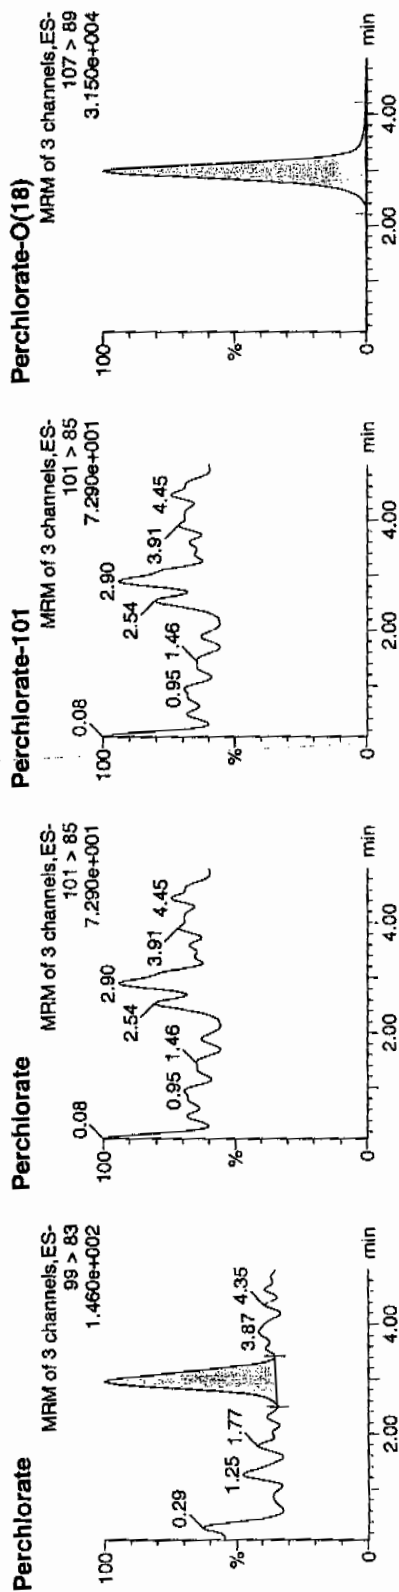 Perchlorate
MRM of 3 channels,ES-
99 > 83
1.460e+002
100
%
0
0.29
1.25
1.77
3.87
4.35
2.00
4.00
min
Perchlorate
MRM of 3 channels,ES-
101 > 85
7.290e+001
100
%
0
0.08
0.95
1.46
2.54
2.90
3.91
4.45
2.00
4.00
min
Perchlorate-101
MRM of 3 channels,ES-
101 > 85
7.290e+001
100
%
0
0.08
0.95
1.46
2.54
2.90
3.91
4.45
2.00
4.00
min
Perchlorate-O(18)
MRM of 3 channels,ES-
107 > 89
3.150e+004
100
%
0
2.00
4.00
min